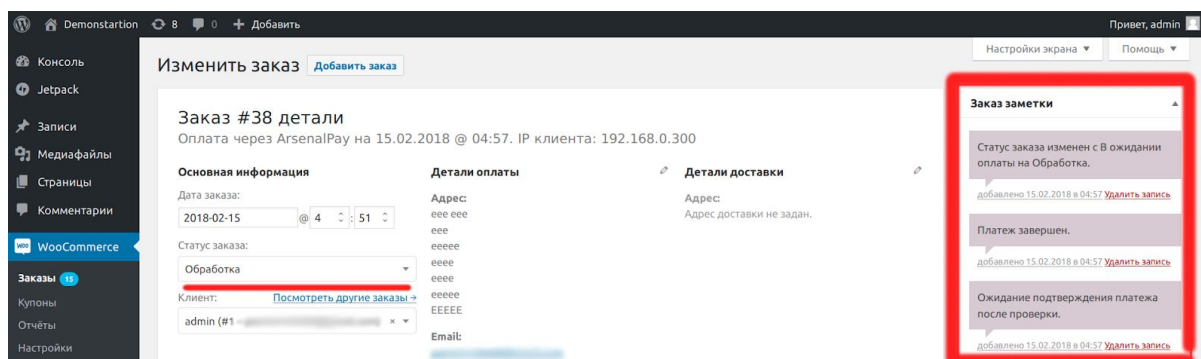 Demonstartion 8 0 + Добавить
Привет, admin
Настройки экрана ▼ Помощь ▼
Консоль
Jetpack
Записи
Медиафайлы
Страницы
Комментарии
WooCommerce
Заказы 15
Купоны
Отчёты
Настройки
Изменить заказ Добавить заказ
Заказ #38 детали
Оплата через ArsenalPay на 15.02.2018 @ 04:57. IP клиента: 192.168.0.300
Основная информация
Дата заказа:
2018-02-15 @ 4 : 51
Статус заказа:
Обработка
Клиент: Посмотреть другие заказы →
admin (#1 × 
Детали оплаты
Адрес:
eee eee
eee
eeeee
eeee
eeee
eeeee
EEEEE
Email:
Детали доставки
Адрес:
Адрес доставки не задан.
Заказ заметки
Статус заказа изменен с В ожидании
оплаты на Обработка.
добавлено 15.02.2018 в 04:57 Удалить запись
Платеж завершен.
добавлено 15.02.2018 в 04:57 Удалить запись
Ожидание подтверждения платежа
после проверки.
добавлено 15.02.2018 в 04:57 Удалить запись